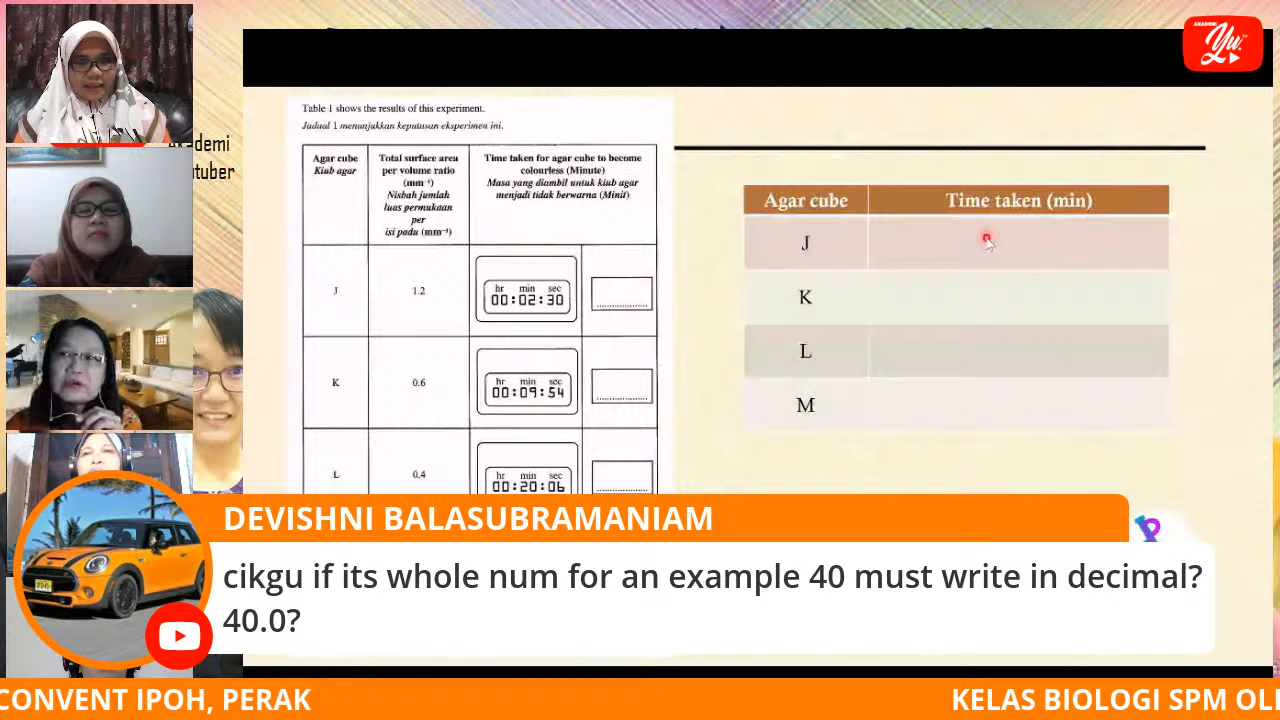 AKADEMI
Yu.
Akademi
utuber
Table 1 shows the results of this experiment.
Jadual 1 menunjukkan keputusan eksperimen ini.
Agar cube
Kiub agar
Total surface area
per volume ratio
(mm⁻¹)
Nisbah jumlah
luas permukaan
per
isi padu (mm⁻¹)
Time taken for agar cube to become
colourless (Minute)
Masa yang diambil untuk kiub agar
menjadi tidak berwarna (Minit)
J
1.2
hr min sec
00:02:30
K
0.6
hr min sec
00:09:54
L
0.4
hr min sec
00:20:06
Agar cube
Time taken (min)
J
K
L
M
DEVISHNI BALASUBRAMANIAM
cikgu if its whole num for an example 40 must write in decimal?
40.0?
CONVENT IPOH, PERAK
KELAS BIOLOGI SPM OL